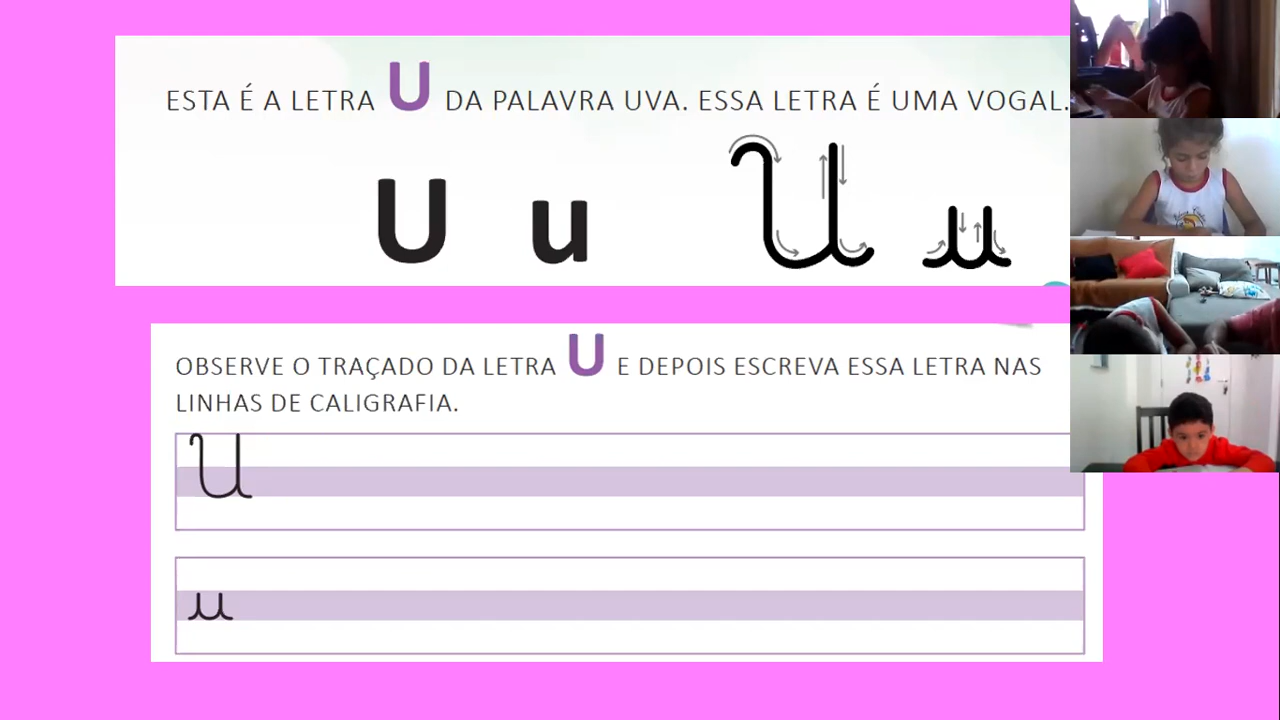 ESTA É A LETRA U DA PALAVRA UVA. ESSA LETRA É UMA VOGAL.
U u U u
OBSERVE O TRAÇADO DA LETRA U E DEPOIS ESCREVA ESSA LETRA NAS
LINHAS DE CALIGRAFIA.
U
u